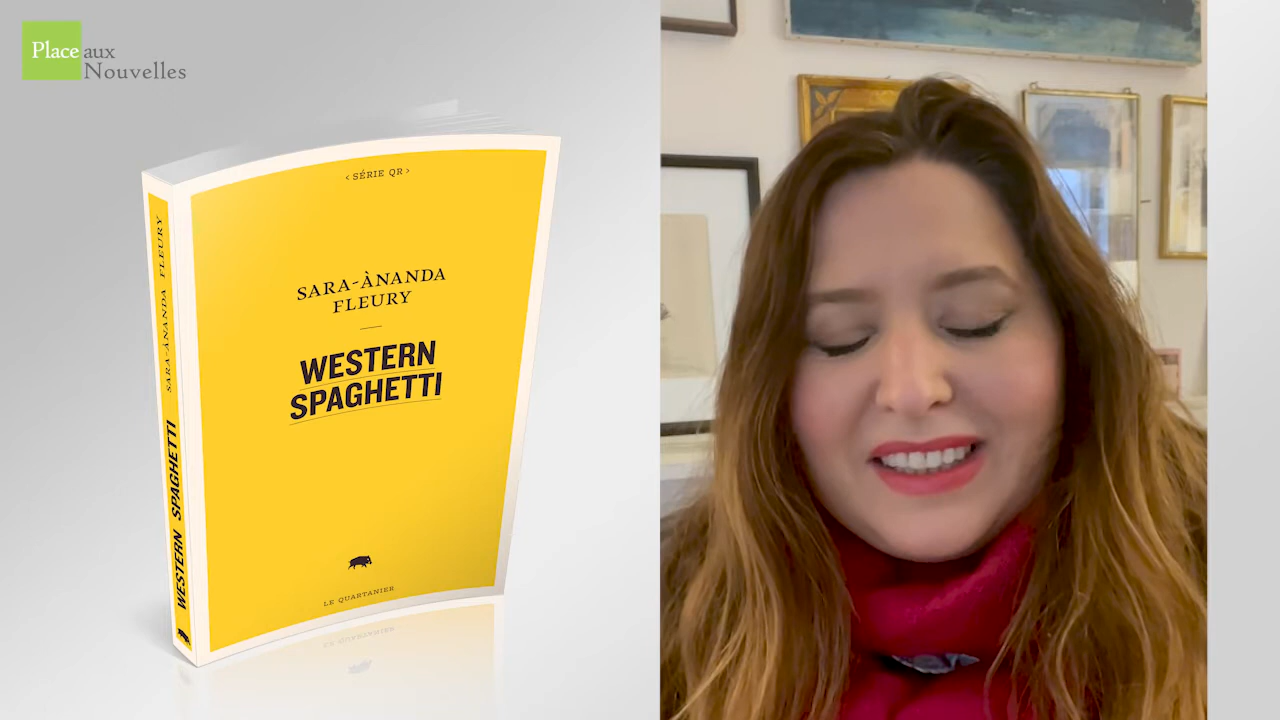 Place aux
Nouvelles
‹ SÉRIE QR ›
SARA-ÀNANDA
FLEURY
WESTERN
SPAGHETTI
LE QUARTANIER
SARA-ÀNANDA FLEURY
WESTERN SPAGHETTI